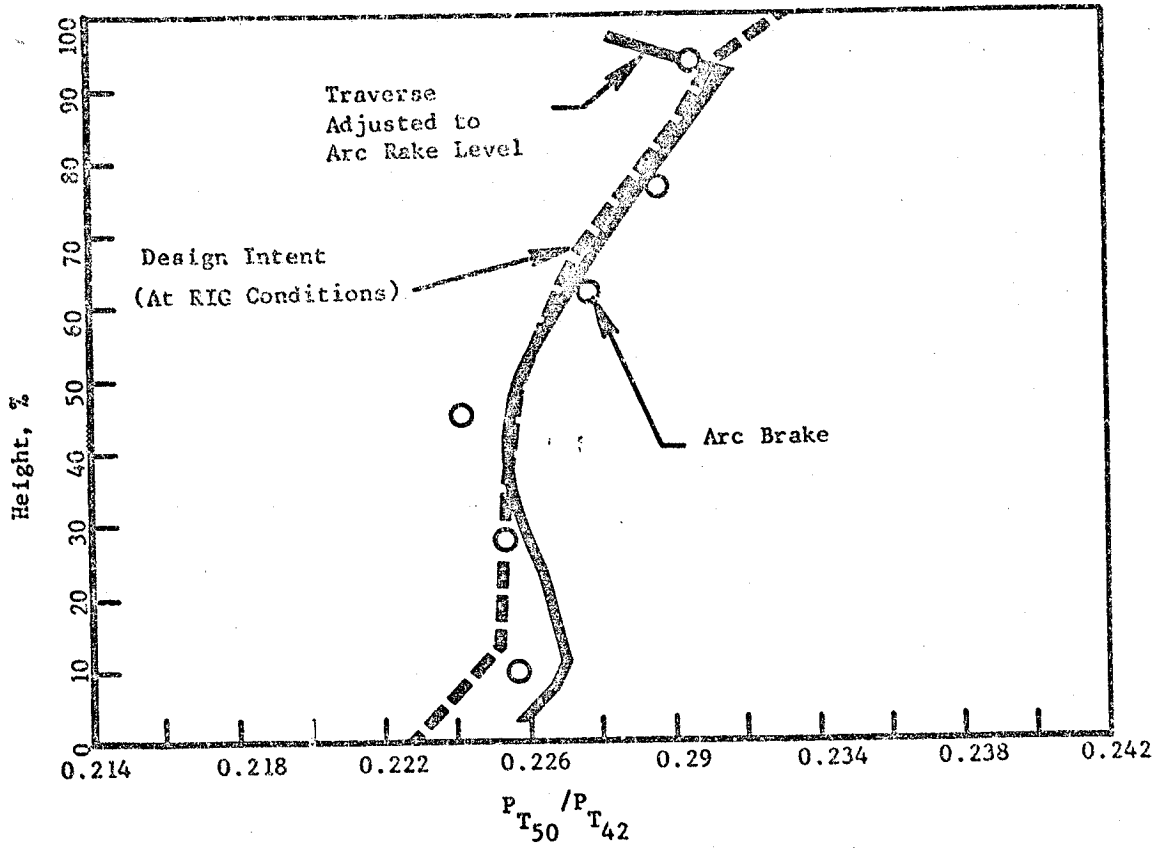 100
90
80
70
60
50
40
30
20
10
0
Height, %
Traverse
Adjusted to
Arc Rake Level
Design Intent
(At RIG Conditions)
Arc Brake
0.214
0.218
0.222
0.226
0.29
0.234
0.238
0.242
PT50/PT42